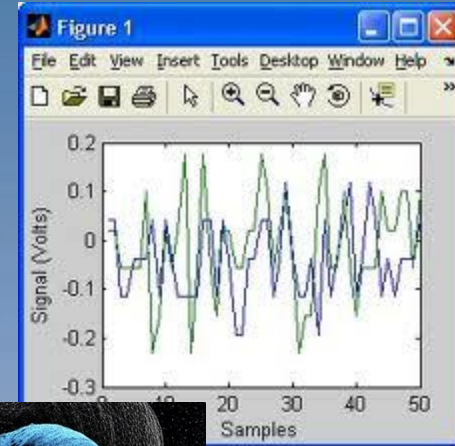 Figure 1
File Edit View Insert Tools Desktop Window Help
0.2
0.1
0
-0.1
-0.2
-0.3
Signal (Volts)
20 30 40 50
Samples